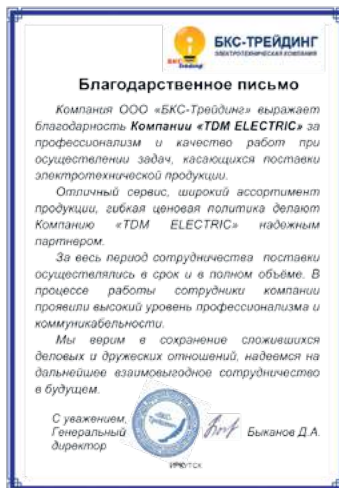 БКС-ТРЕЙДИНГ
ЭЛЕКТРОТЕХНИЧЕСКАЯ КОМПАНИЯ
БКС
Trading
Благодарственное письмо
Компания ООО «БКС-Трейдинг» выражает
благодарность Компании «TDM ELECTRIC» за
профессионализм и качество работ при
осуществлении задач, касающихся поставки
электротехнической продукции.
Отличный сервис, широкий ассортимент
продукции, гибкая ценовая политика делают
Компанию «TDM ELECTRIC» надежным
партнером.
За весь период сотрудничества поставки
осуществлялись в срок и в полном объёме. В
процессе работы сотрудники компании
проявили высокий уровень профессионализма и
коммуникабельности.
Мы верим в сохранение сложившихся
деловых и дружеских отношений, надеемся на
дальнейшее взаимовыгодное сотрудничество
в будущем.
С уважением,
Генеральный
директор
Быканов Д.А.
ИРКУТСК